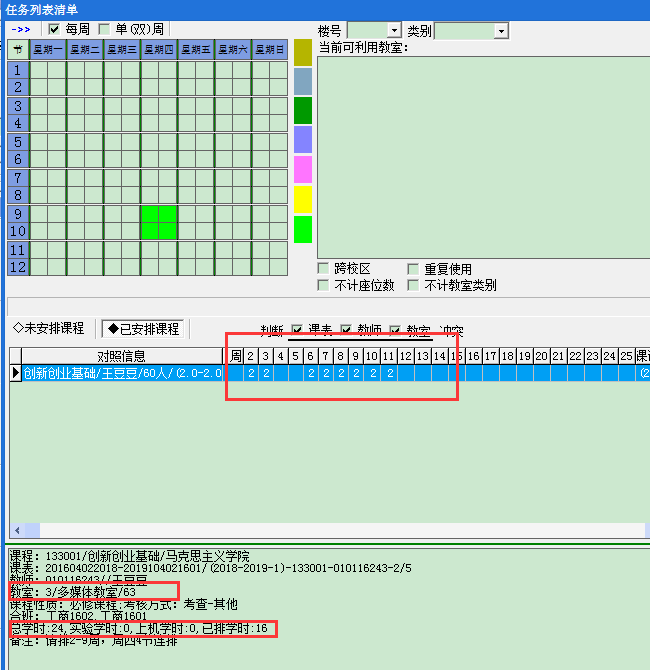 任务列表清单
->> 每周 单(双)周 楼号 类别
当前可利用教室:
节 星期一 星期二 星期三 星期四 星期五 星期六 星期日
1
2
3
4
5
6
7
8
9
10
11
12
跨校区 重复使用
不计座位数 不计教室类别
◇未安排课程 ◆已安排课程 判断 课表 教师 教室 冲突
对照信息 周 2 3 4 5 6 7 8 9 10 11 12 13 14 15 16 17 18 19 20 21 22 23 24 25
创新创业基础/王豆豆/60人/(2.0-2.0 2 2 2 2 2 2 2 2 (2
课程: 133001/创新创业基础/马克思主义学院
课表: 201604022018-2019104021601/(2018-2019-1)-133001-010116243-2/5
教师: 010116243//王豆豆
教室: 3/多媒体教室/63
课程性质: 必修课程;考核方式: 考查-其他
合班: 工商1602,工商1601
总学时:24,实验学时:0,上机学时:0,已排学时:16
备注: 请排2-9周, 周四4节连排